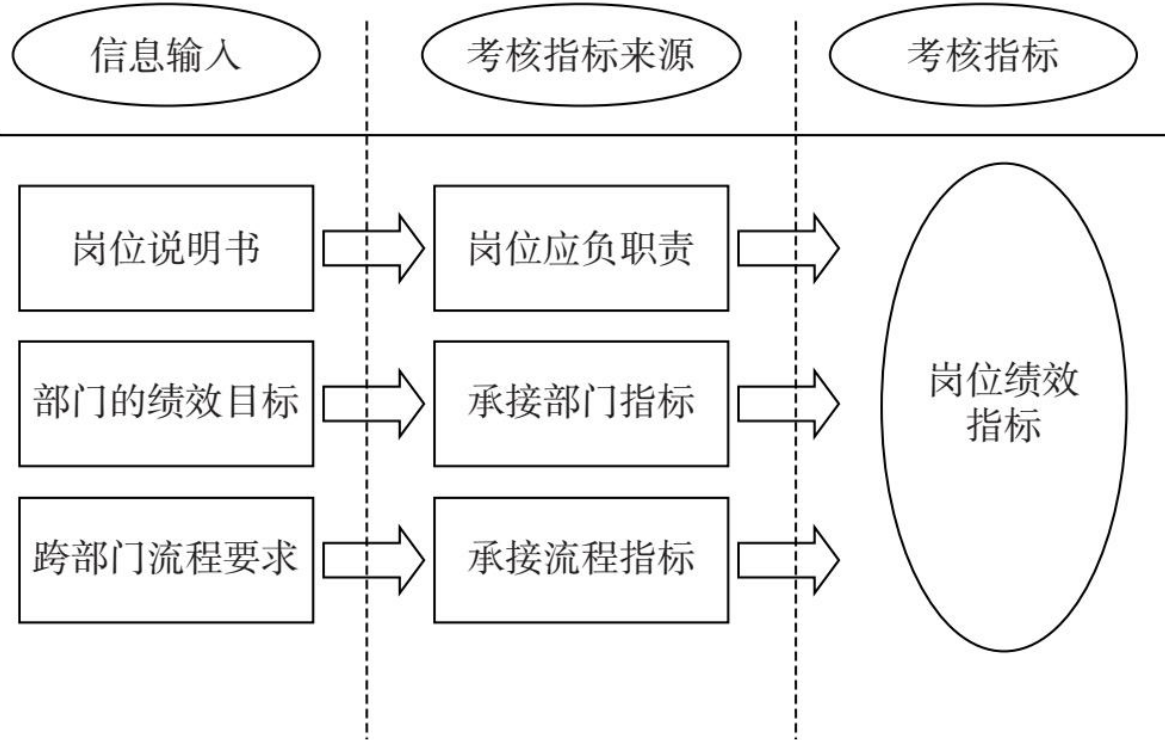 信息输入
考核指标来源
考核指标
岗位说明书
岗位应负职责
部门的绩效目标
承接部门指标
跨部门流程要求
承接流程指标
岗位绩效
指标